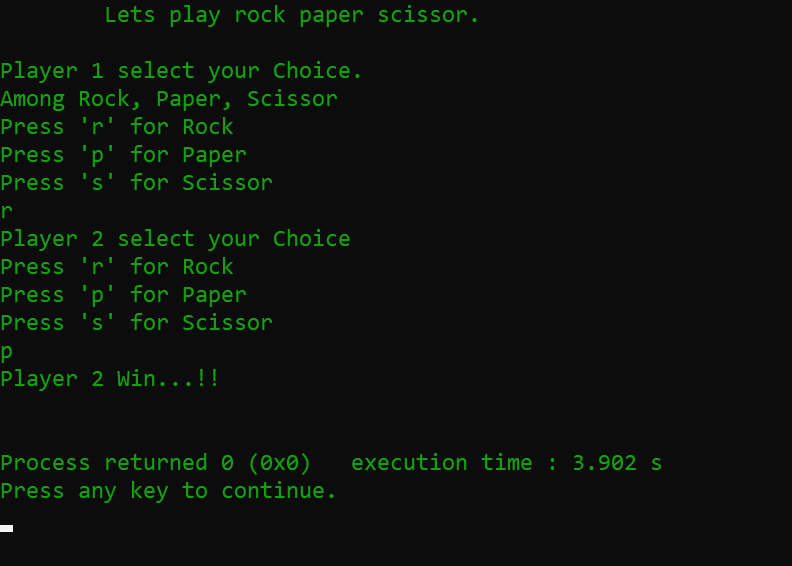 Lets play rock paper scissor.
Player 1 select your Choice.
Among Rock, Paper, Scissor
Press 'r' for Rock
Press 'p' for Paper
Press 's' for Scissor
r
Player 2 select your Choice
Press 'r' for Rock
Press 'p' for Paper
Press 's' for Scissor
p
Player 2 Win...!!
Process returned 0 (0x0)   execution time : 3.902 s
Press any key to continue.